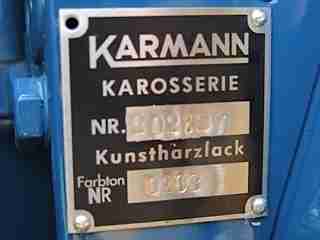 KARMANN
KAROSSERIE
NR.
Kunstharzlack
Farbton
NR